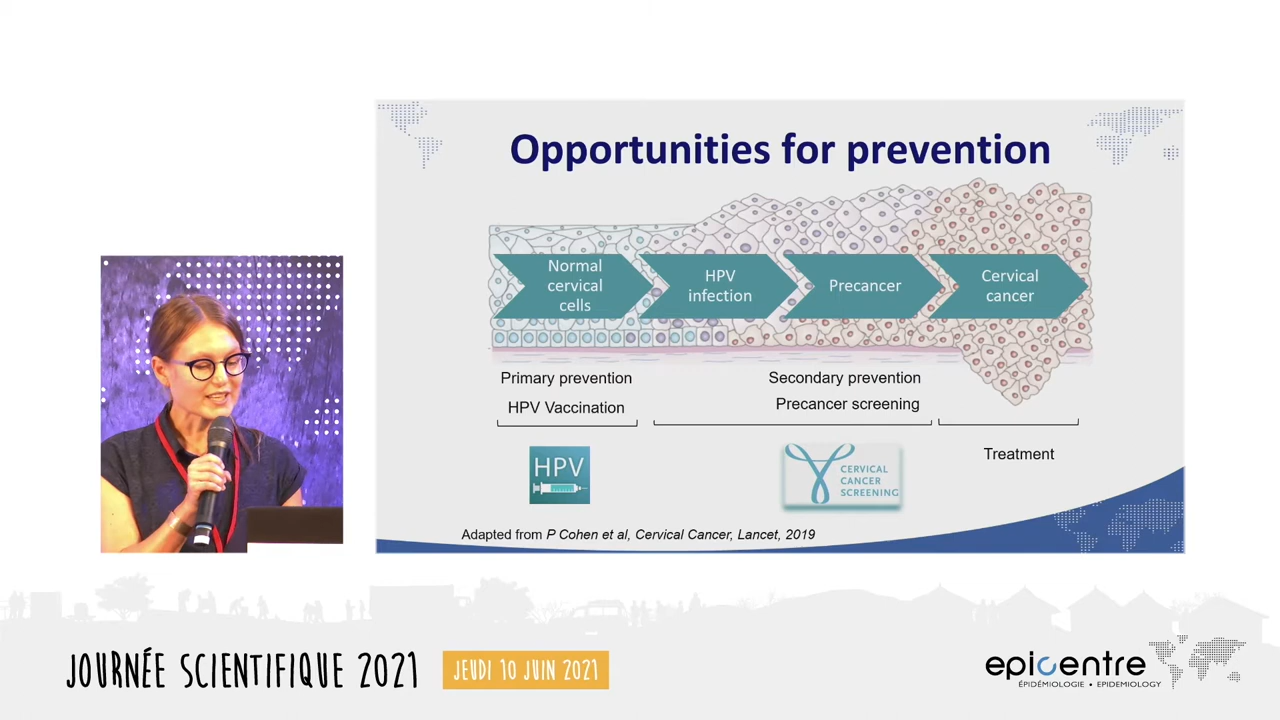 Opportunities for prevention
Normal
cervical
cells
HPV
infection
Precancer
Cervical
cancer
Primary prevention
HPV Vaccination
Secondary prevention
Precancer screening
Treatment
HPV
CERVICAL
CANCER
SCREENING
Adapted from P Cohen et al, Cervical Cancer, Lancet, 2019
JOURNÉE SCIENTIFIQUE 2021
JEUDI 10 JUIN 2021
epicentre
ÉPIDÉMIOLOGIE • EPIDEMIOLOGY